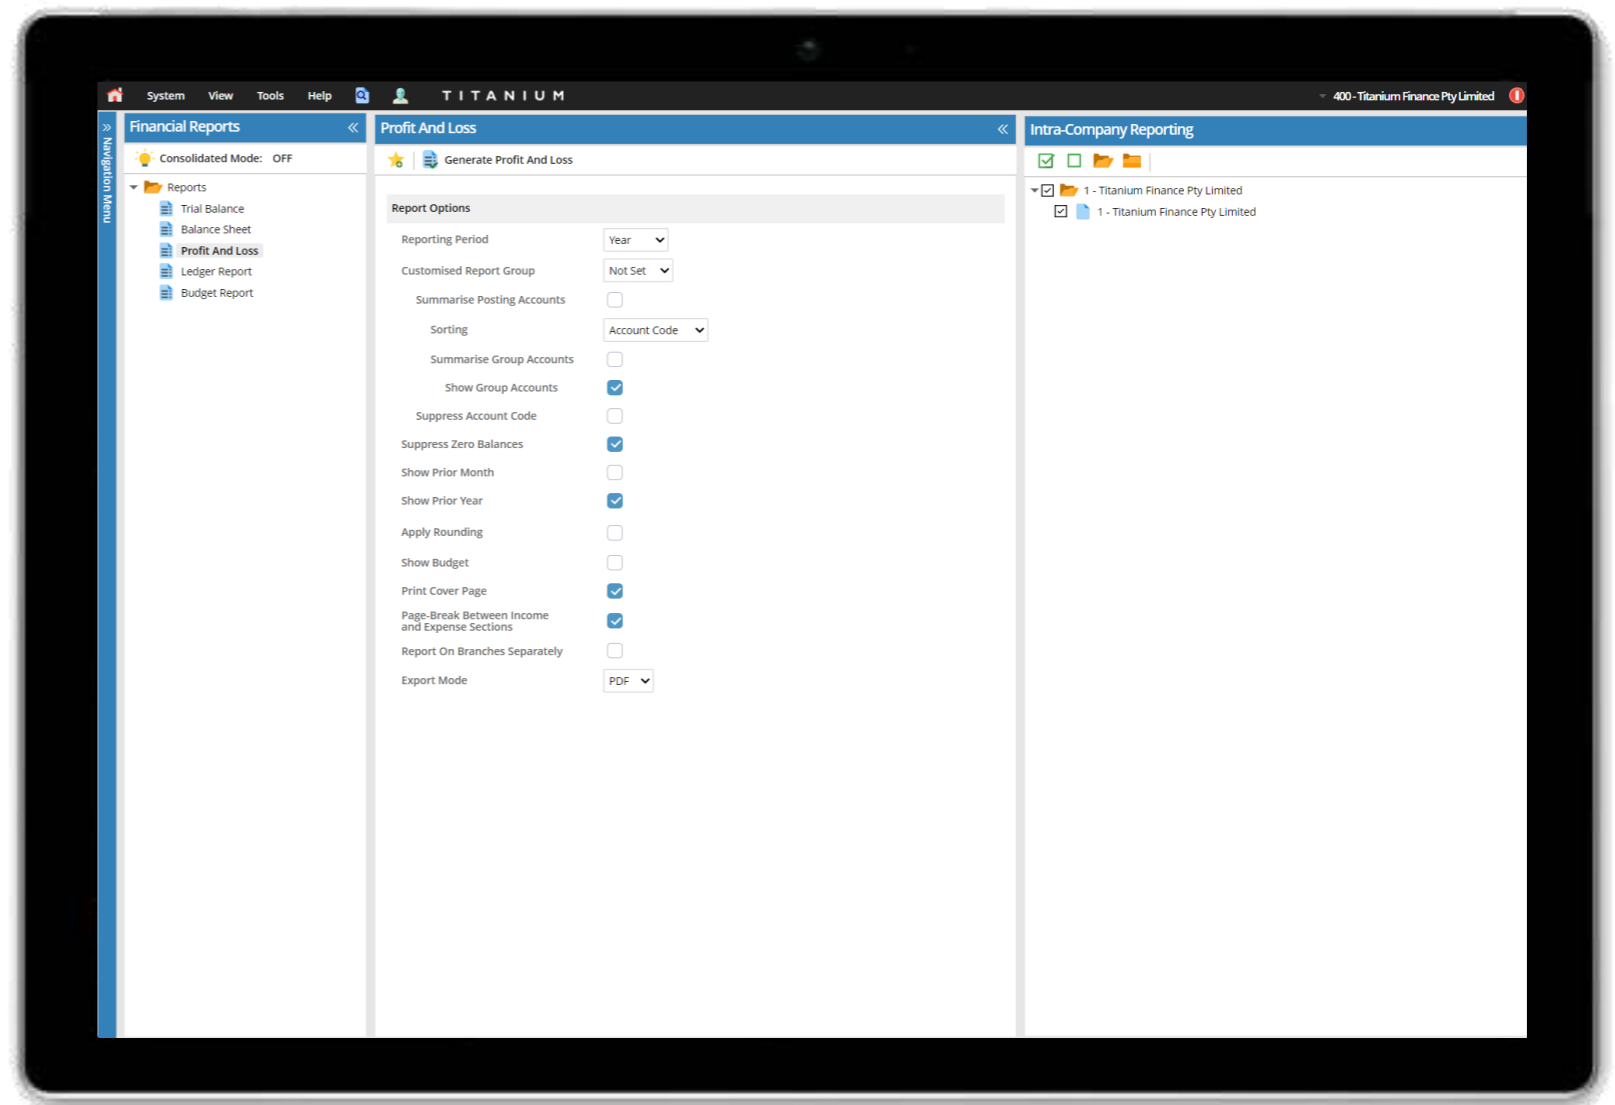 System View Tools Help TITANIUM 400 - Titanium Finance Pty Limited
Navigation Menu
Financial Reports
Consolidated Mode: OFF
Reports
Trial Balance
Balance Sheet
Profit And Loss
Ledger Report
Budget Report
Profit And Loss
Generate Profit And Loss
Report Options
Reporting Period Year
Customised Report Group Not Set
Summarise Posting Accounts
Sorting Account Code
Summarise Group Accounts
Show Group Accounts
Suppress Account Code
Suppress Zero Balances
Show Prior Month
Show Prior Year
Apply Rounding
Show Budget
Print Cover Page
Page-Break Between Income
and Expense Sections
Report On Branches Separately
Export Mode PDF
Intra-Company Reporting
1 - Titanium Finance Pty Limited
1 - Titanium Finance Pty Limited